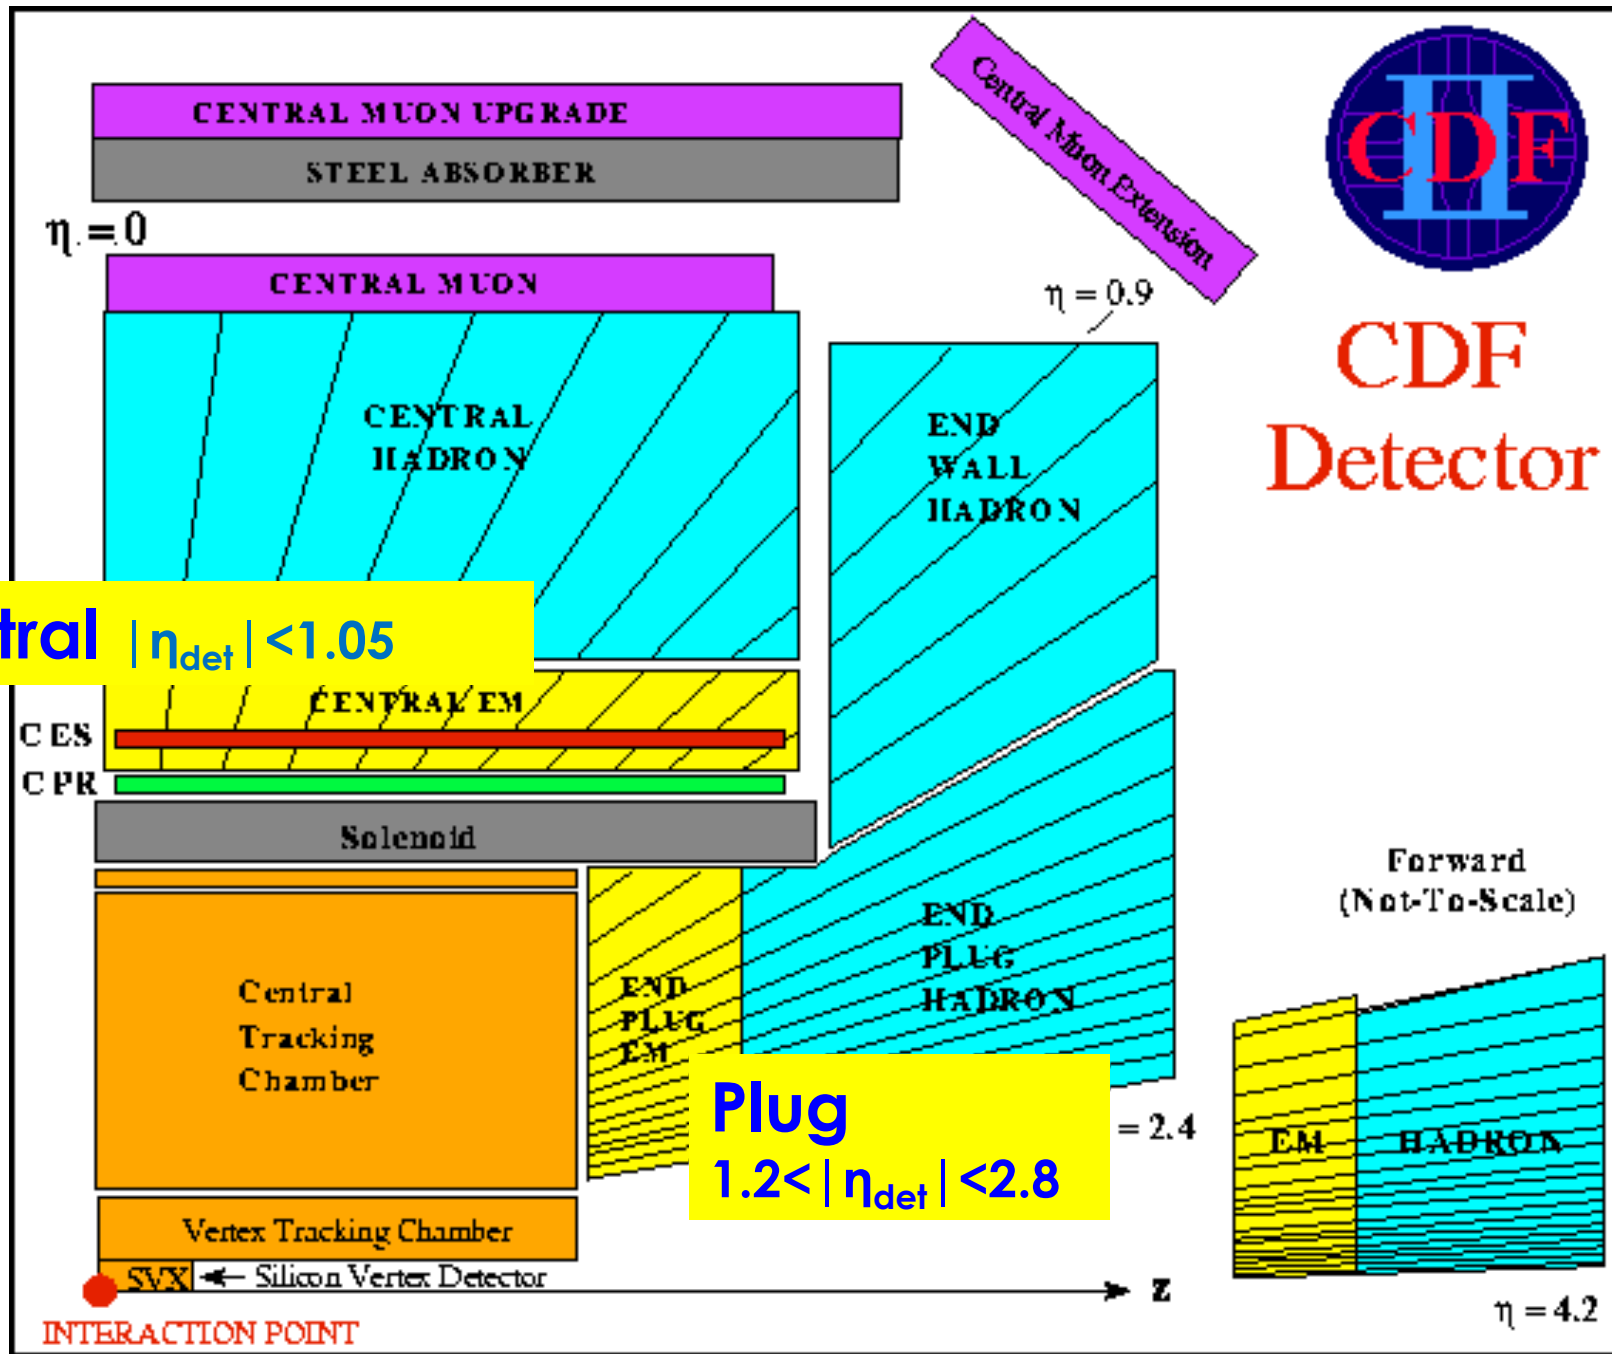 CENTRAL MUON UPGRADE
STEEL ABSORBER
Central Muon Extension
II
CDF
CDF
Detector
η = 0
CENTRAL MUON
η = 0.9
CENTRAL
HADRON
END
WALL
HADRON
tral |ηdet|<1.05
CENTRAL EM
CES
CPR
Solenoid
Central
Tracking
Chamber
END
PLUG
EM
END
PLUG
HADRON
Forward
(Not-To-Scale)
Plug
1.2<|ηdet|<2.8
= 2.4
EM
HADRON
Vertex Tracking Chamber
SVX
Silicon Vertex Detector
Z
η = 4.2
INTERACTION POINT